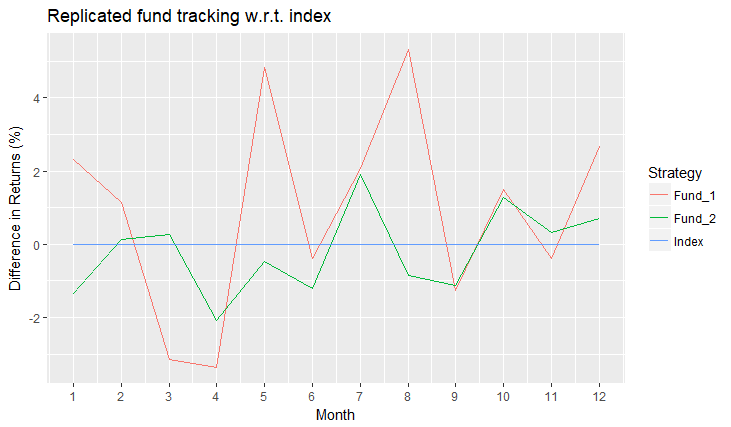 Replicated fund tracking w.r.t. index
Difference in Returns (%)
4
2
0
-2
1 2 3 4 5 6 7 8 9 10 11 12
Month
Strategy
Fund_1
Fund_2
Index